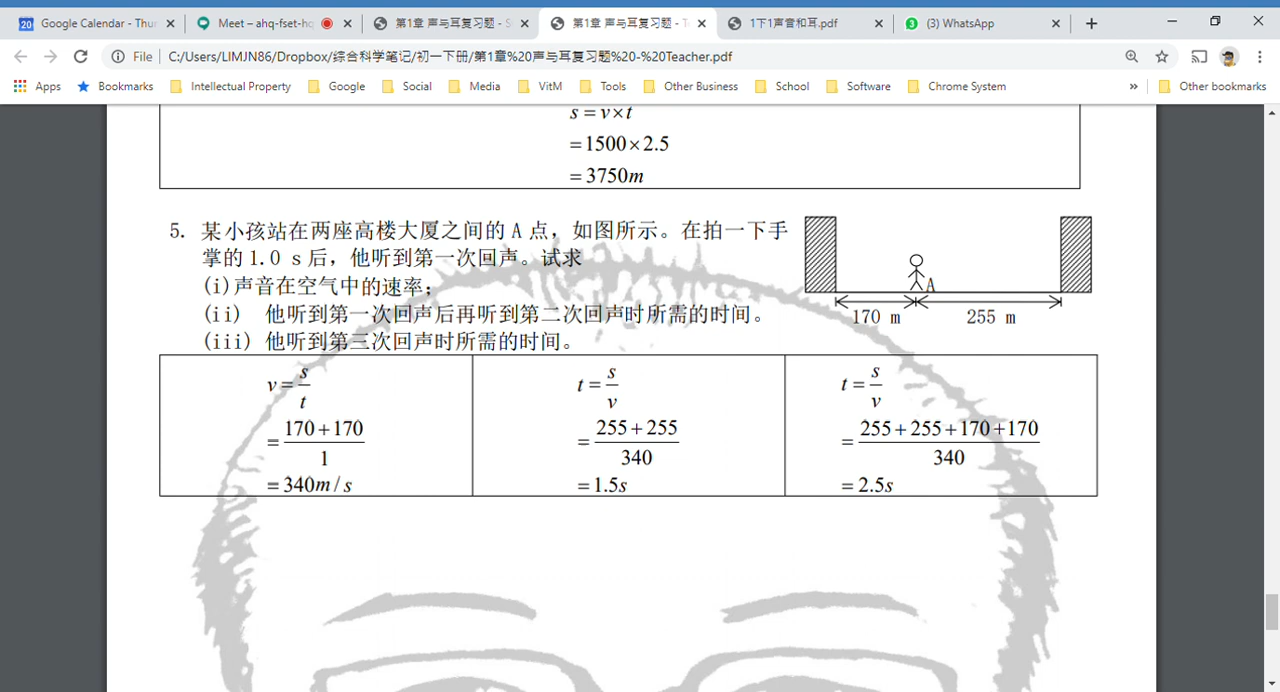 Google Calendar - Thu
Meet – ahq-fset-hq
第1章 声与耳复习题 - S
第1章 声与耳复习题 - T
1下1声音和耳.pdf
(3) WhatsApp
File
C:/Users/LIMJN86/Dropbox/综合科学笔记/初一下册/第1章%20声与耳复习题%20-%20Teacher.pdf
Apps
Bookmarks
Intellectual Property
Google
Social
Media
VitM
Tools
Other Business
School
Software
Chrome System
»
Other bookmarks
s = v×t
=1500×2.5
=3750m
5. 某小孩站在两座高楼大厦之间的 A 点，如图所示。在拍一下手
掌的 1.0 s 后，他听到第一次回声。试求
(i)声音在空气中的速率；
(ii) 他听到第一次回声后再听到第二次回声时所需的时间。
(iii) 他听到第三次回声时所需的时间。
A
170 m
255 m
v = s/t
= 170+170/1
=340m/s
t = s/v
= 255+255/340
=1.5s
t = s/v
= 255+255+170+170/340
=2.5s